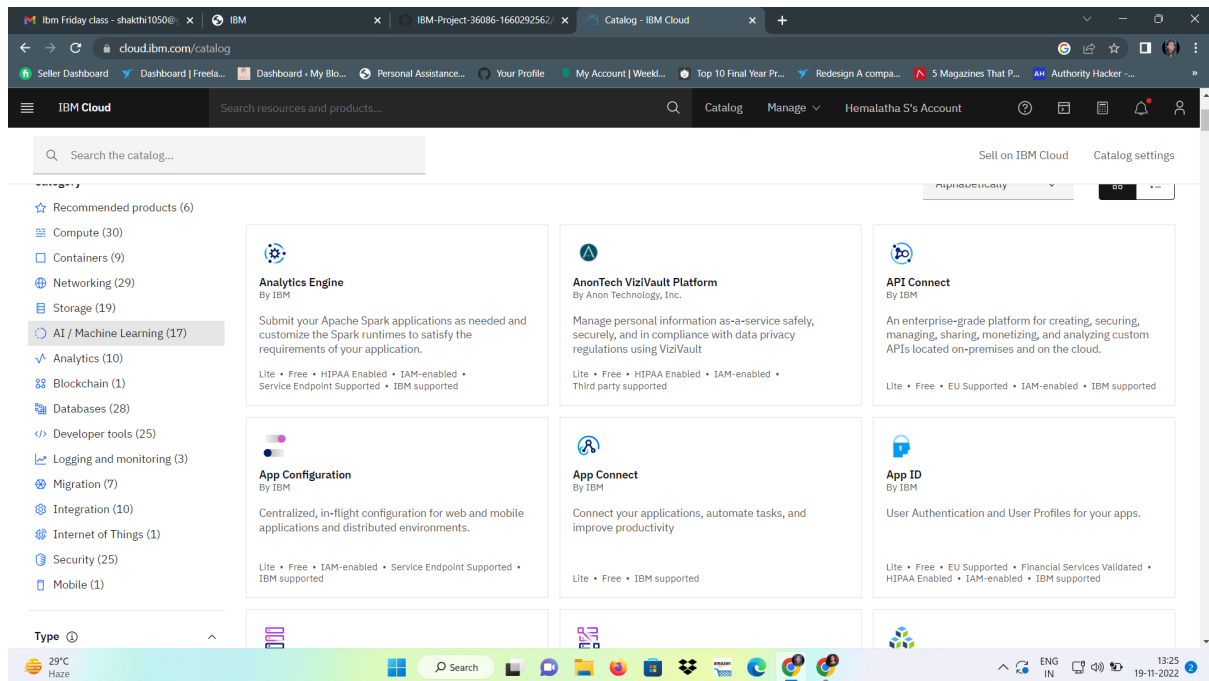 Ibm Friday class - shakthi1050@
IBM
IBM-Project-36086-1660292562/
Catalog - IBM Cloud
cloud.ibm.com/catalog
Seller Dashboard
Dashboard | Freela...
Dashboard ‹ My Blo...
Personal Assistance...
Your Profile
My Account | Weekl...
Top 10 Final Year Pr...
Redesign A compa...
5 Magazines That P...
AH Authority Hacker -...
IBM Cloud
Search resources and products...
Catalog
Manage
Hemalatha S's Account
Search the catalog...
Sell on IBM Cloud
Catalog settings
Category
Alphabetically
Recommended products (6)
Compute (30)
Containers (9)
Networking (29)
Storage (19)
AI / Machine Learning (17)
Analytics (10)
Blockchain (1)
Databases (28)
Developer tools (25)
Logging and monitoring (3)
Migration (7)
Integration (10)
Internet of Things (1)
Security (25)
Mobile (1)
Type
Analytics Engine
By IBM
Submit your Apache Spark applications as needed and
customize the Spark runtimes to satisfy the
requirements of your application.
Lite • Free • HIPAA Enabled • IAM-enabled •
Service Endpoint Supported • IBM supported
AnonTech ViziVault Platform
By Anon Technology, Inc.
Manage personal information as-a-service safely,
securely, and in compliance with data privacy
regulations using ViziVault
Lite • Free • HIPAA Enabled • IAM-enabled •
Third party supported
API Connect
By IBM
An enterprise-grade platform for creating, securing,
managing, sharing, monetizing, and analyzing custom
APIs located on-premises and on the cloud.
Lite • Free • EU Supported • IAM-enabled • IBM supported
App Configuration
By IBM
Centralized, in-flight configuration for web and mobile
applications and distributed environments.
Lite • Free • IAM-enabled • Service Endpoint Supported •
IBM supported
App Connect
By IBM
Connect your applications, automate tasks, and
improve productivity
Lite • Free • IBM supported
App ID
By IBM
User Authentication and User Profiles for your apps.
Lite • Free • EU Supported • Financial Services Validated •
HIPAA Enabled • IAM-enabled • IBM supported
29°C
Haze
Search
ENG
IN
13:25
19-11-2022
2